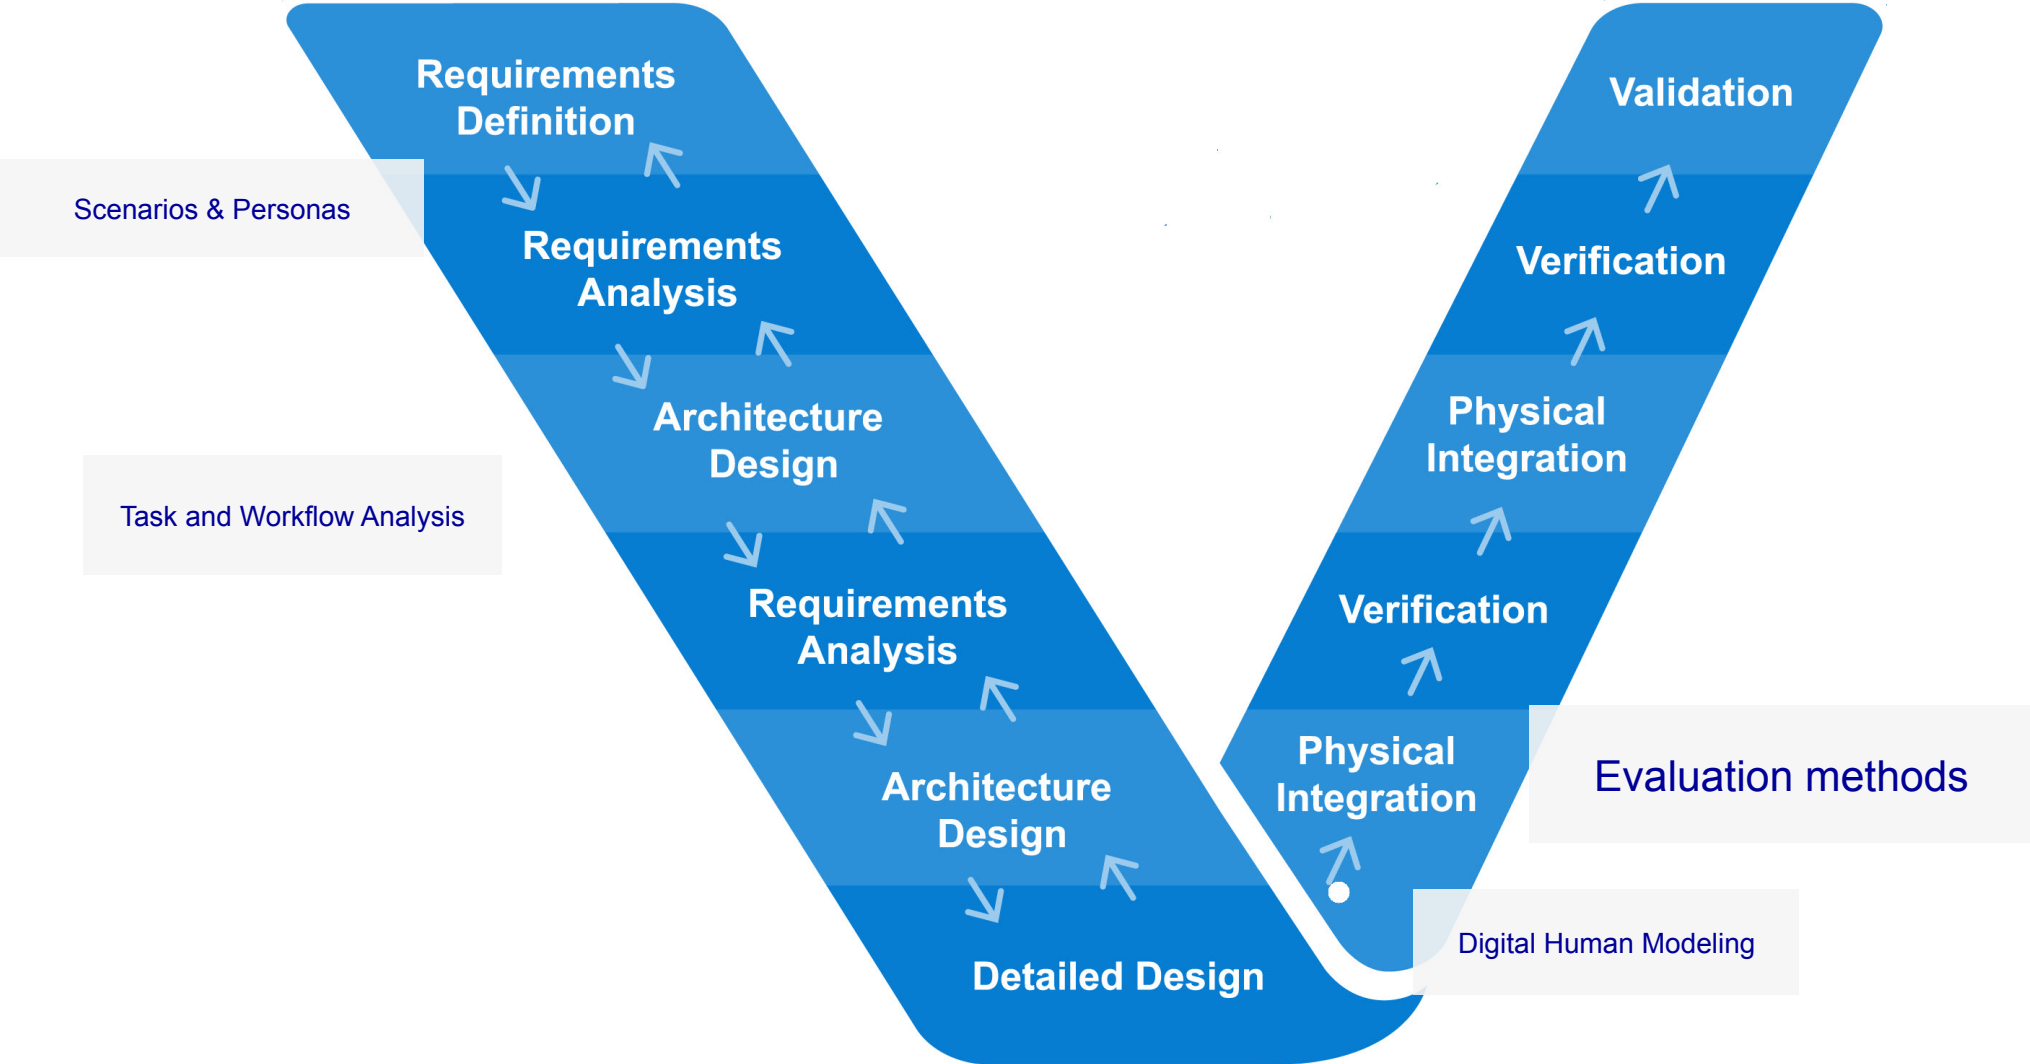 Requirements
Definition
Scenarios & Personas
Requirements
Analysis
Architecture
Design
Task and Workflow Analysis
Requirements
Analysis
Architecture
Design
Detailed Design
Validation
Verification
Physical
Integration
Verification
Physical
Integration
Evaluation methods
Digital Human Modeling